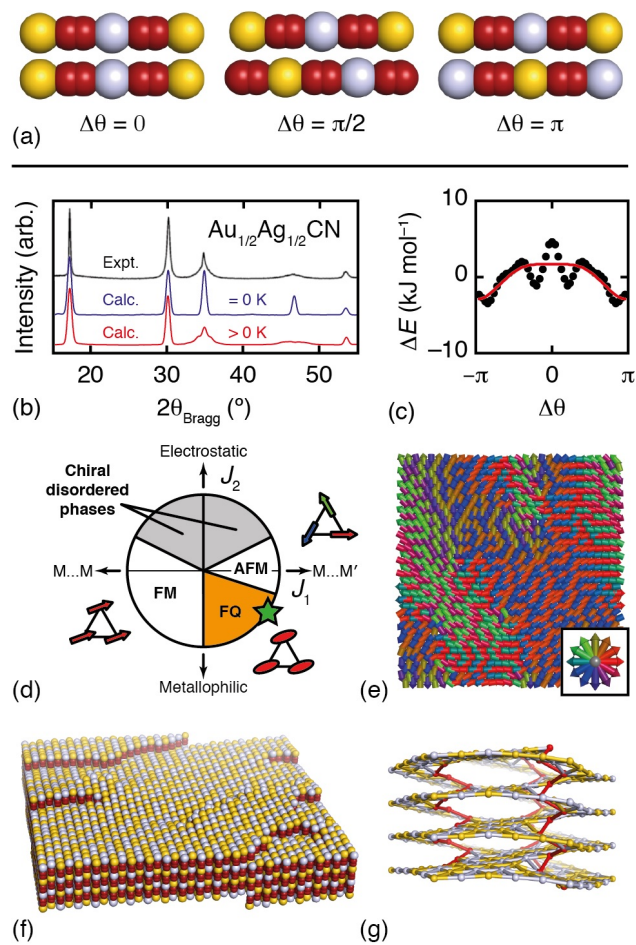 (a)
Δθ = 0
Δθ = π/2
Δθ = π
Intensity (arb.)
Au1/2Ag1/2CN
Expt.
Calc.
= 0 K
Calc.
> 0 K
20
30
40
50
2θBragg (°)
(b)
ΔE (kJ mol⁻¹)
10
0
−10
−π
0
π
Δθ
(c)
Electrostatic
J2
Chiral
disordered
phases
M...M
M...M′
J1
FM
AFM
FQ
Metallophilic
(d)
(e)
(f)
(g)